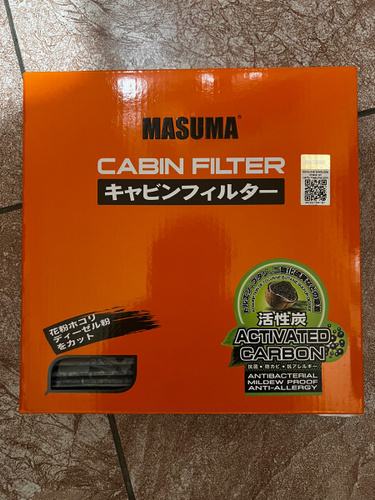 MASUMA
CABIN FILTER
キャビンフィルター
花粉ホコリ
ディーゼル粉
をカット
活性炭
ACTIVATED
CARBON
抗菌•防カビ•抗アレルギー
ANTIBACTERIAL
MILDEW PROOF
ANTI-ALLERGY